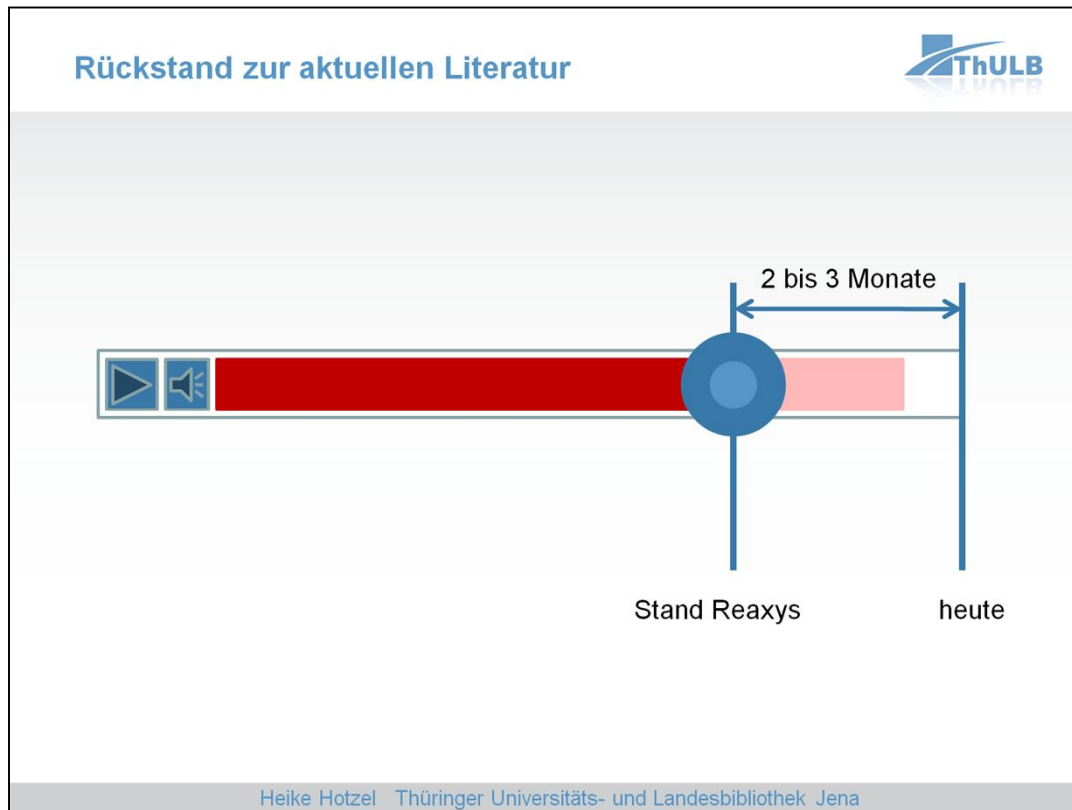 Rückstand zur aktuellen Literatur
ThULB
2 bis 3 Monate
Stand Reaxys
heute
Heike Hotzel Thüringer Universitäts- und Landesbibliothek Jena